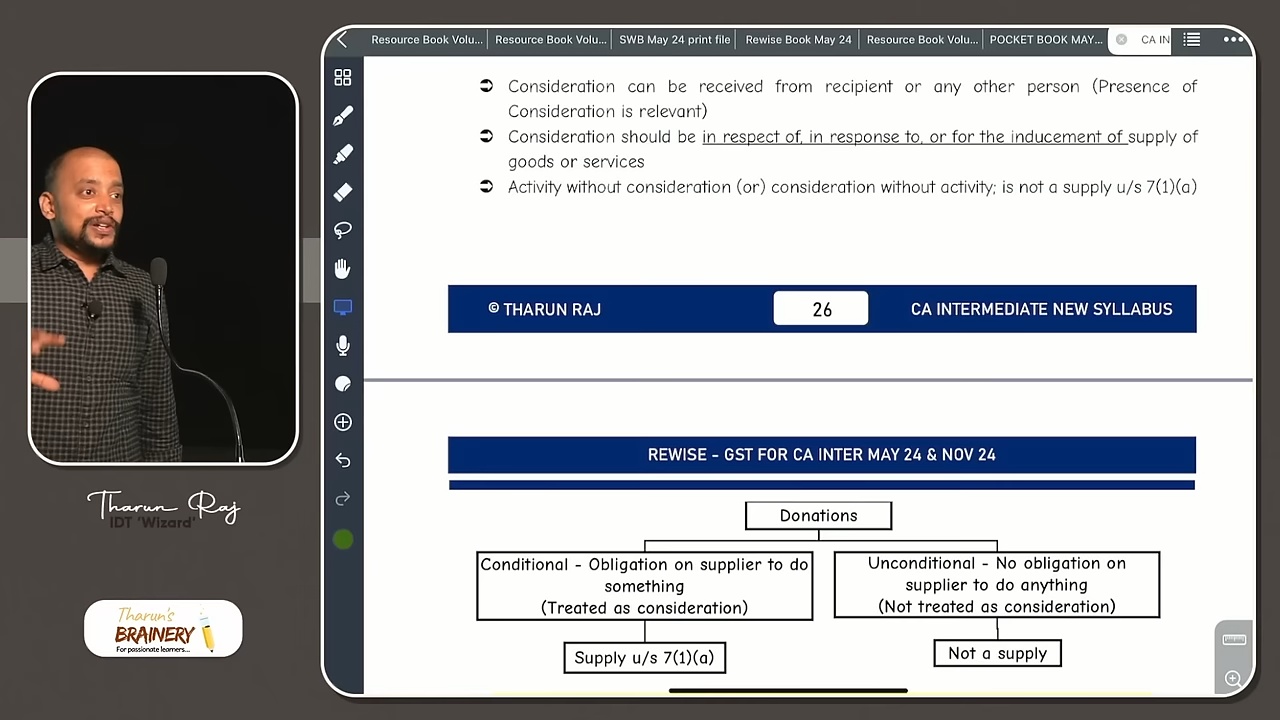 Resource Book Volu...
Resource Book Volu...
SWB May 24 print file
Rewise Book May 24
Resource Book Volu...
POCKET BOOK MAY...
CA IN
Consideration can be received from recipient or any other person (Presence of
Consideration is relevant)
Consideration should be in respect of, in response to, or for the inducement of supply of
goods or services
Activity without consideration (or) consideration without activity; is not a supply u/s 7(1)(a)
© THARUN RAJ
26
CA INTERMEDIATE NEW SYLLABUS
REWISE - GST FOR CA INTER MAY 24 & NOV 24
Donations
Conditional - Obligation on supplier to do
something
(Treated as consideration)
Unconditional - No obligation on
supplier to do anything
(Not treated as consideration)
Supply u/s 7(1)(a)
Not a supply
Tharun Raj
IDT 'Wizard'
Tharun's
BRAINERY
For passionate learners...